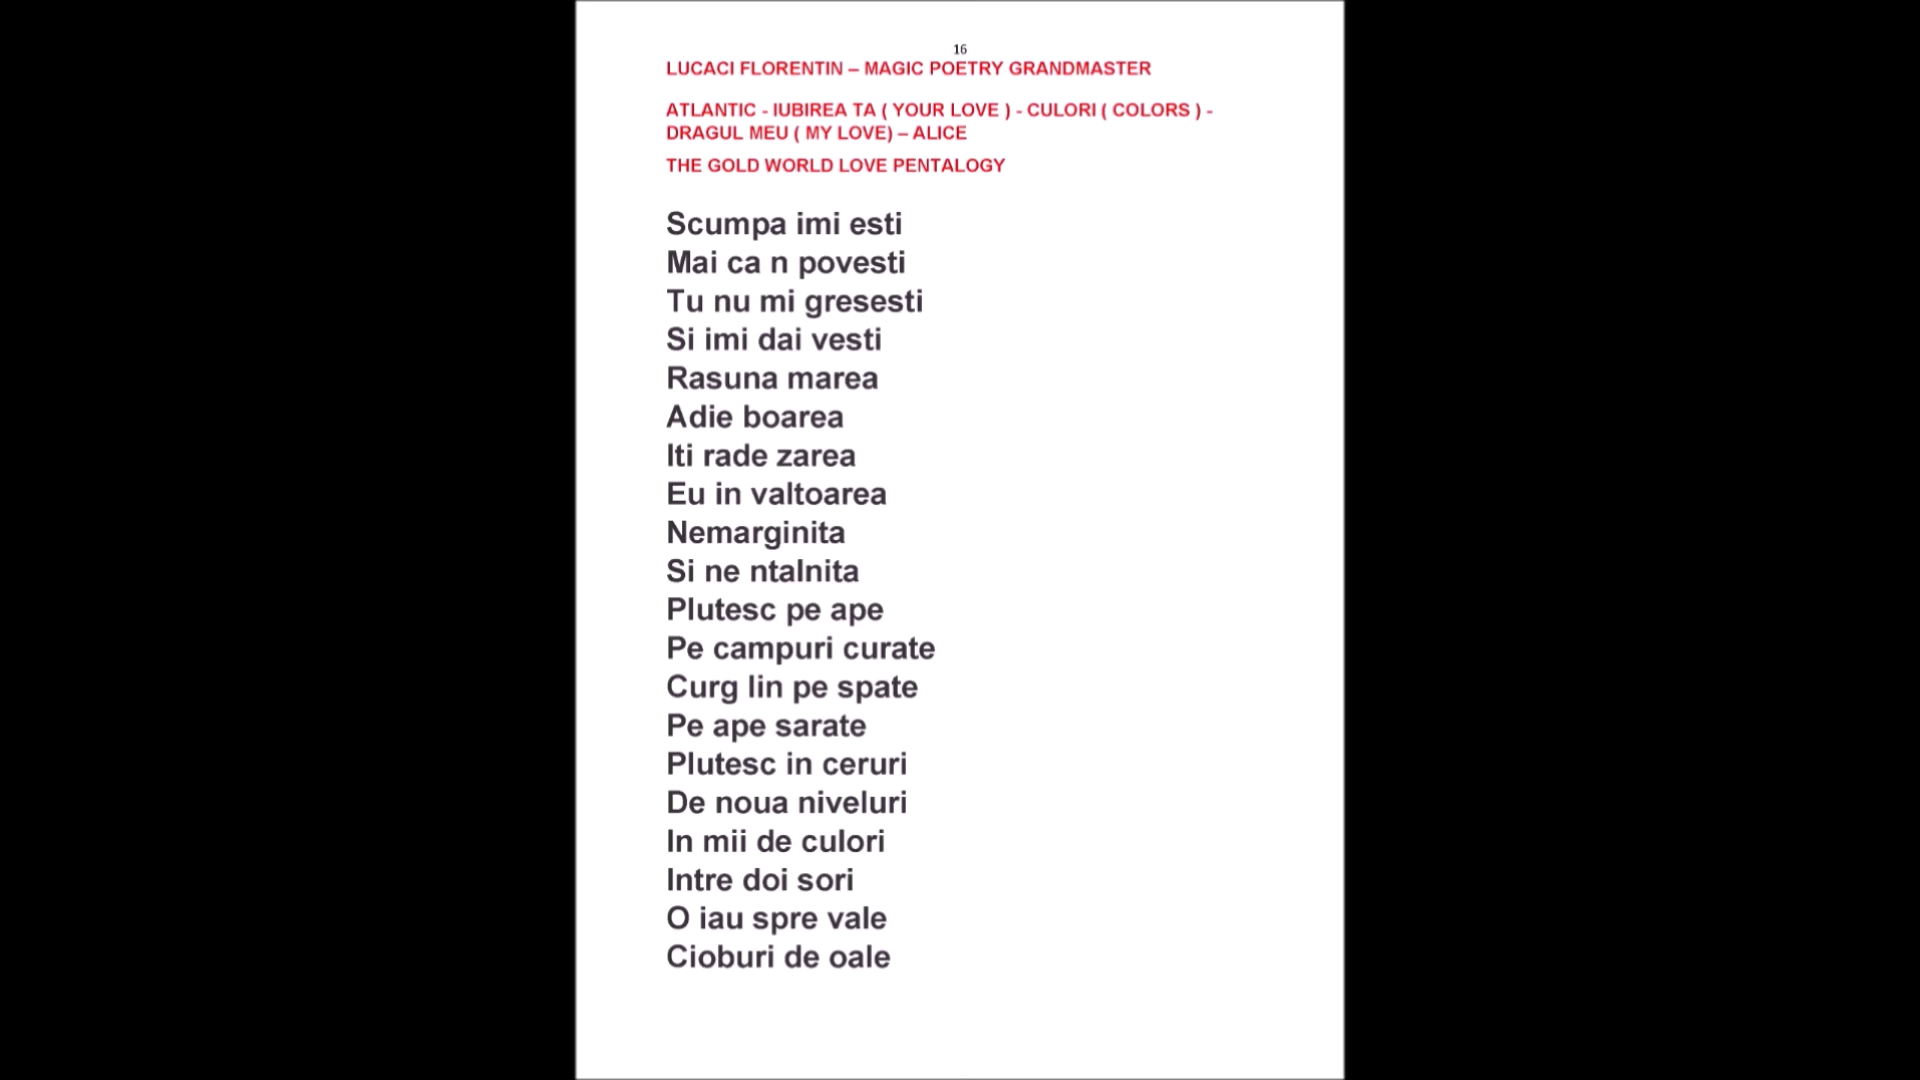 16
LUCACI FLORENTIN – MAGIC POETRY GRANDMASTER
ATLANTIC - IUBIREA TA ( YOUR LOVE ) - CULORI ( COLORS ) -
DRAGUL MEU ( MY LOVE) – ALICE
THE GOLD WORLD LOVE PENTALOGY
Scumpa imi esti
Mai ca n povesti
Tu nu mi gresesti
Si imi dai vesti
Rasuna marea
Adie boarea
Iti rade zarea
Eu in valtoarea
Nemarginita
Si ne ntalnita
Plutesc pe ape
Pe campuri curate
Curg lin pe spate
Pe ape sarate
Plutesc in ceruri
De noua niveluri
In mii de culori
Intre doi sori
O iau spre vale
Cioburi de oale